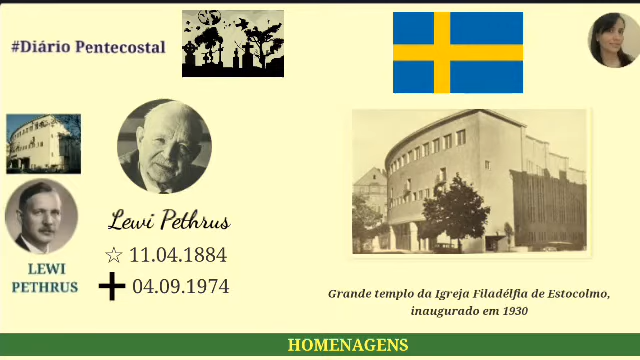 #Diário Pentecostal
Lewi Pethrus
☆ 11.04.1884
LEWI
PETHRUS
✝ 04.09.1974
Grande templo da Igreja Filadélfia de Estocolmo,
inaugurado em 1930
HOMENAGENS